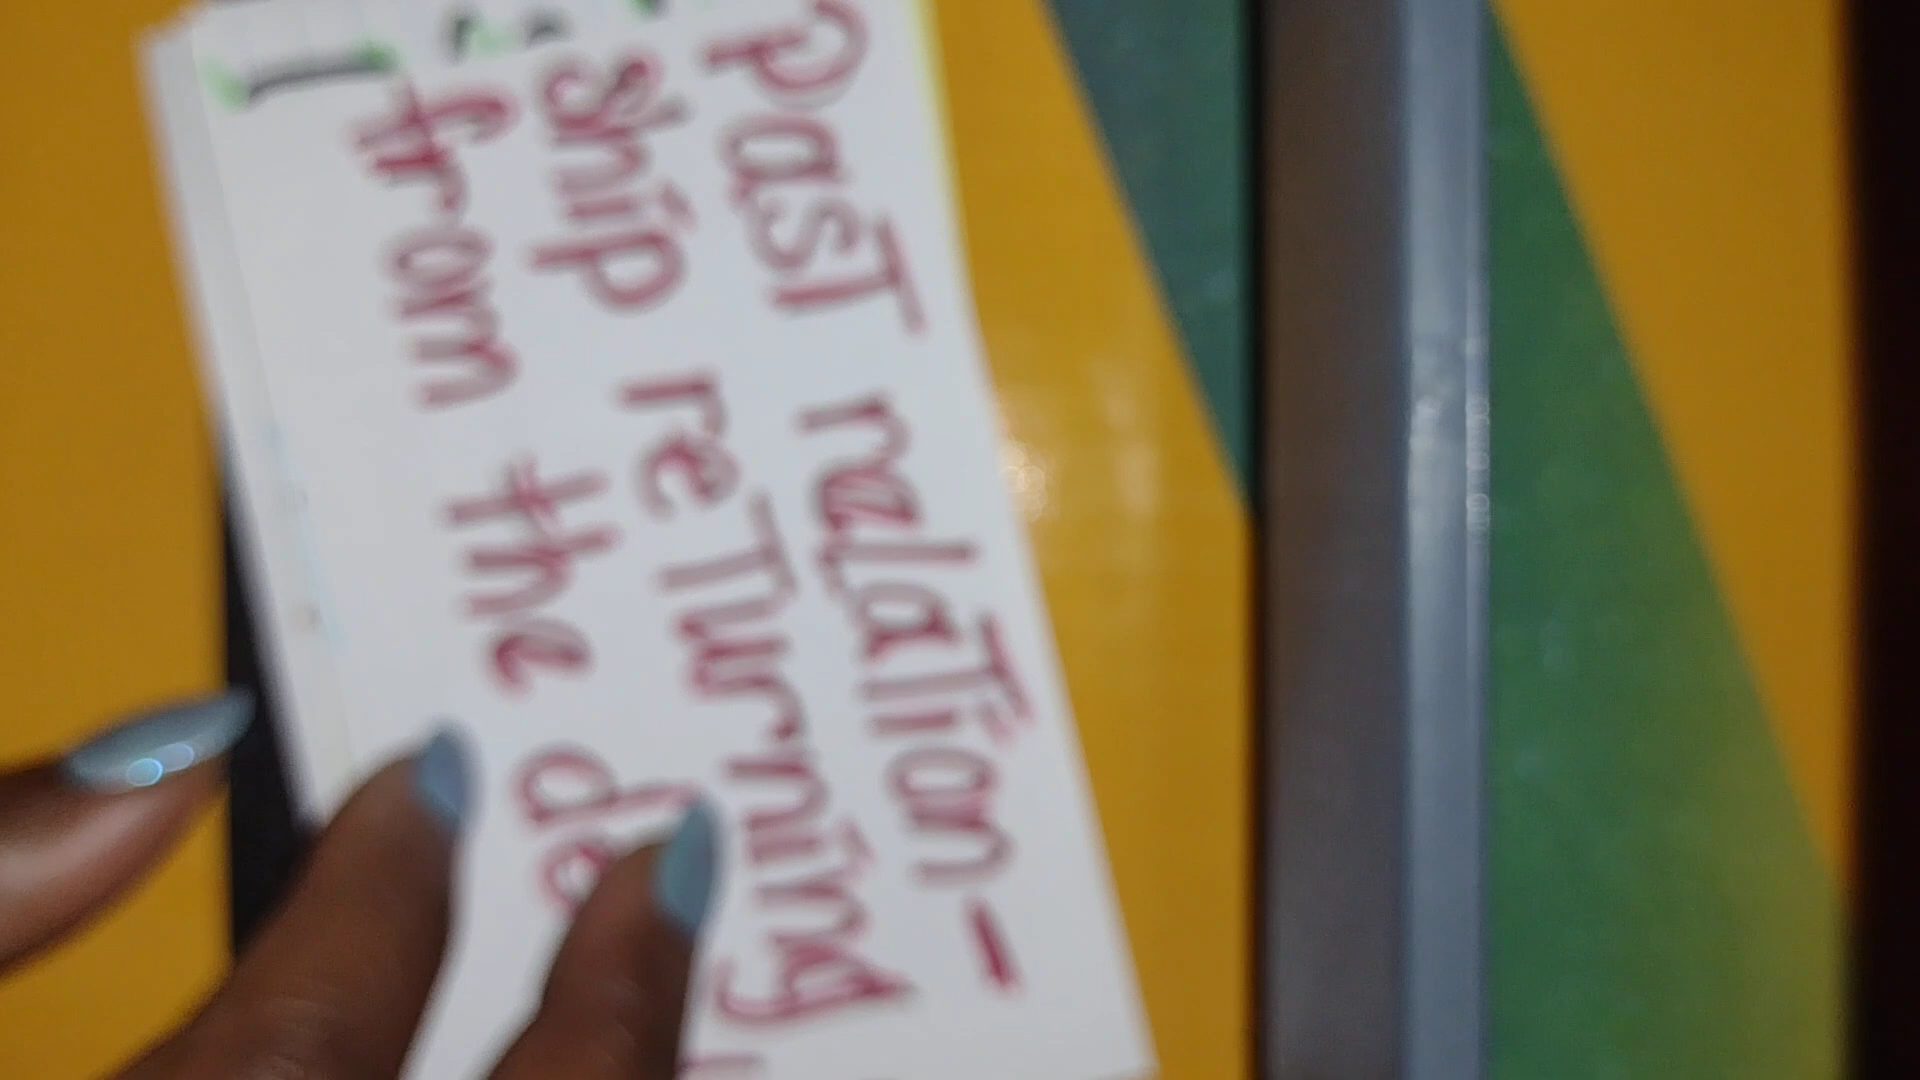 past relation-
ship returning
from the